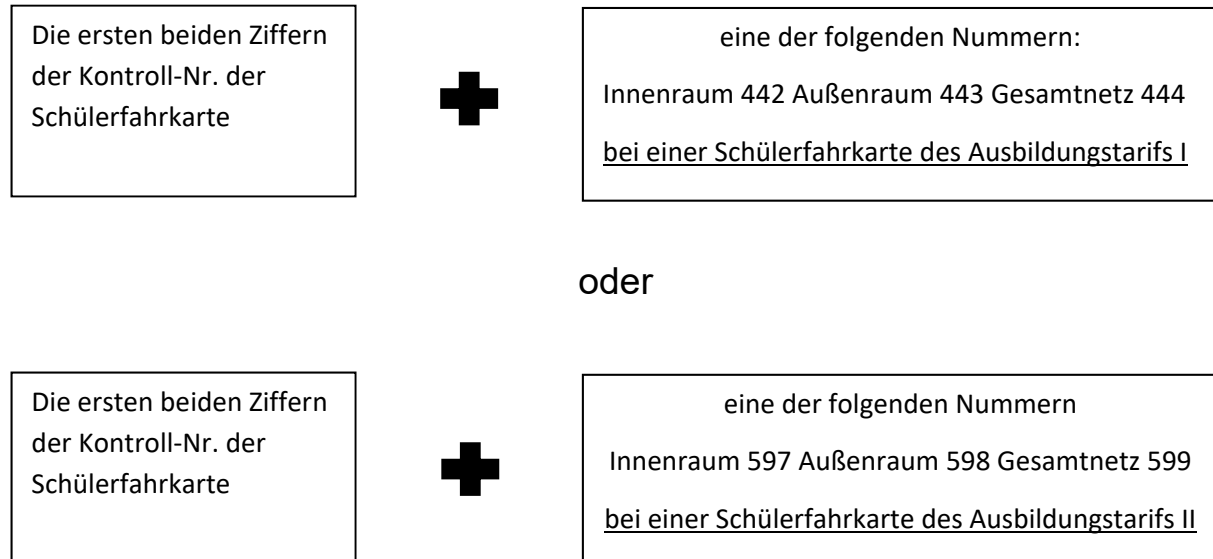 Die ersten beiden Ziffern
der Kontroll-Nr. der
Schülerfahrkarte
eine der folgenden Nummern:
Innenraum 442 Außenraum 443 Gesamtnetz 444
bei einer Schülerfahrkarte des Ausbildungstarifs I
oder
Die ersten beiden Ziffern
der Kontroll-Nr. der
Schülerfahrkarte
eine der folgenden Nummern
Innenraum 597 Außenraum 598 Gesamtnetz 599
bei einer Schülerfahrkarte des Ausbildungstarifs II